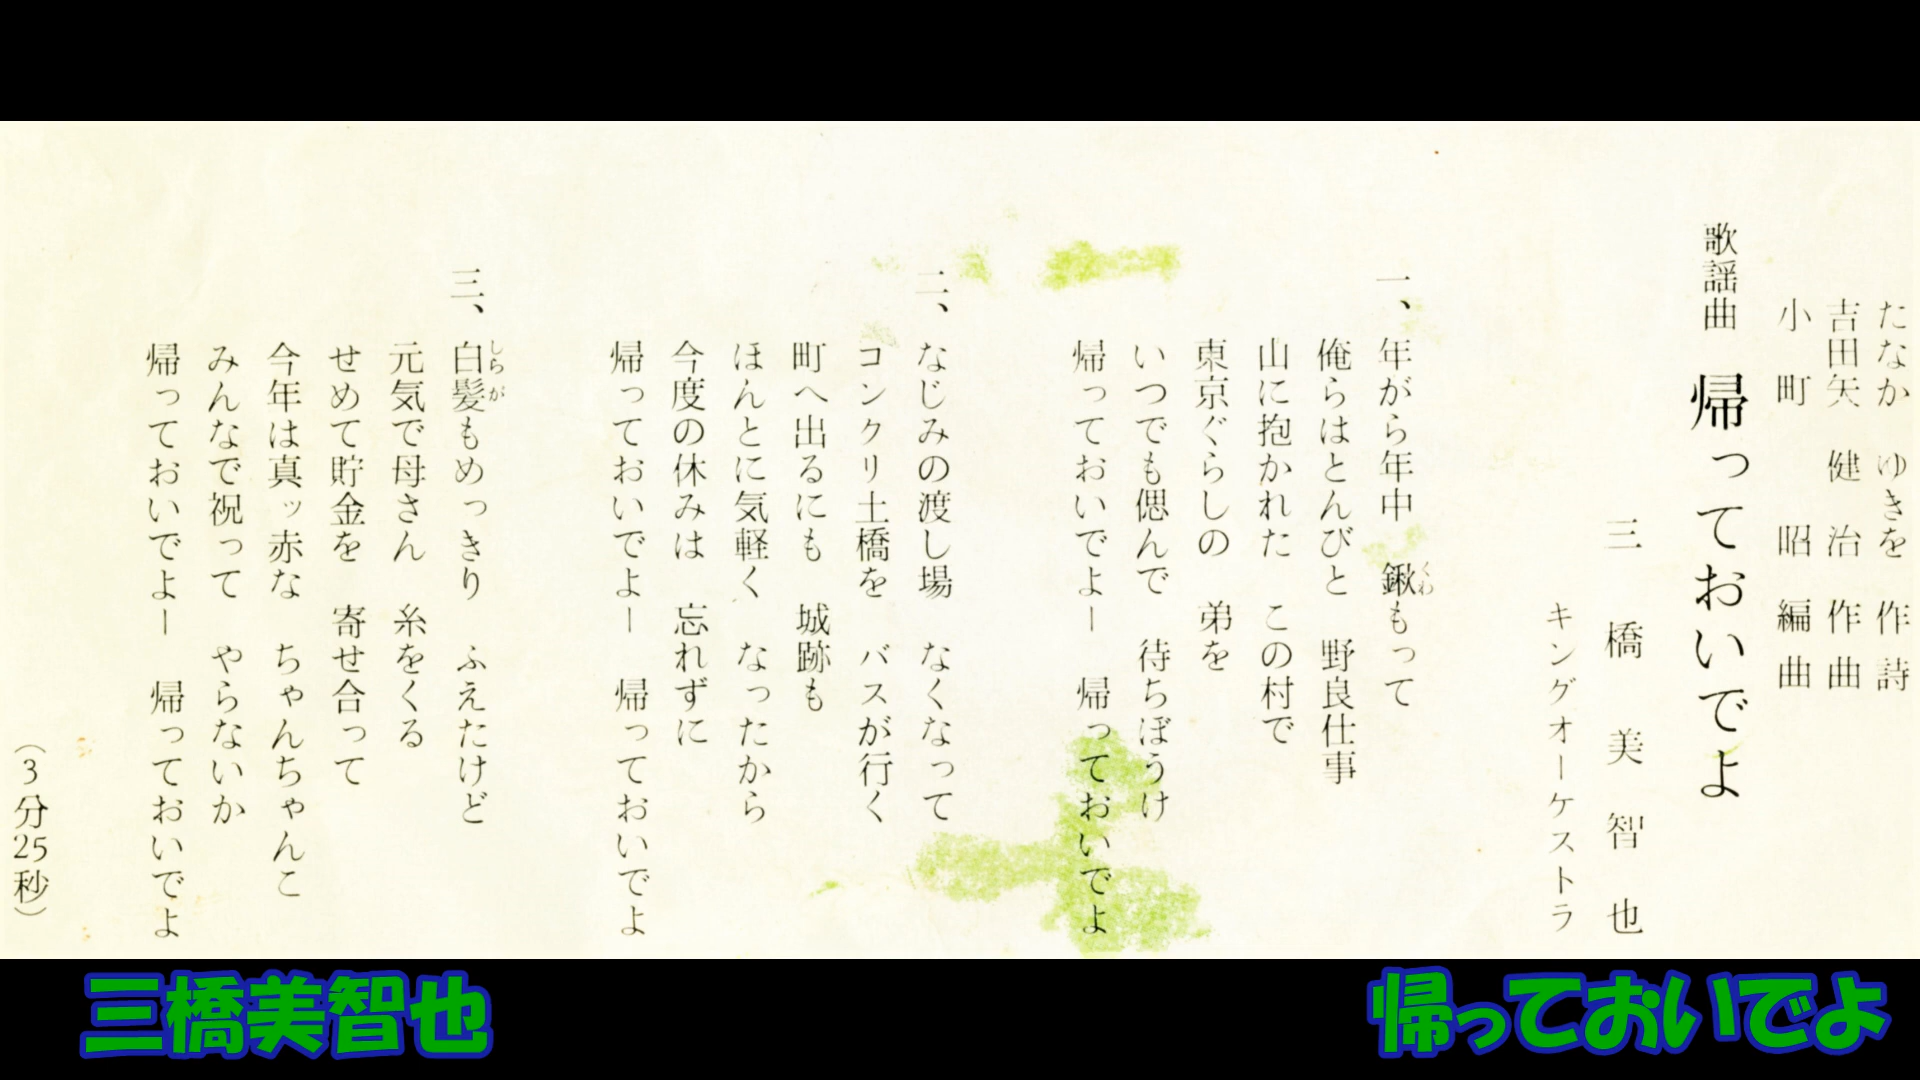 たなか ゆきを 作詩
吉田矢 健治 作曲
小町 昭 編曲
歌謡曲 帰っておいでよ
三橋美智也
キングオーケストラ
一、年がら年中 鍬もって
くわ
俺らはとんびと 野良仕事
山に抱かれた この村で
東京ぐらしの 弟を
いつでも偲んで 待ちぼうけ
帰っておいでよー 帰っておいでよ
二、なじみの渡し場 なくなって
コンクリ土橋を バスが行く
町へ出るにも 城跡も
ほんとに気軽く なったから
今度の休みは 忘れずに
帰っておいでよー 帰っておいでよ
三、白髪もめっきり ふえたけど
しらが
元気で母さん 糸をくる
せめて貯金を 寄せ合って
今年は真ッ赤な ちゃんちゃんこ
みんなで祝って やらないか
帰っておいでよー 帰っておいでよ
(3分25秒)
三橋美智也
帰っておいでよ